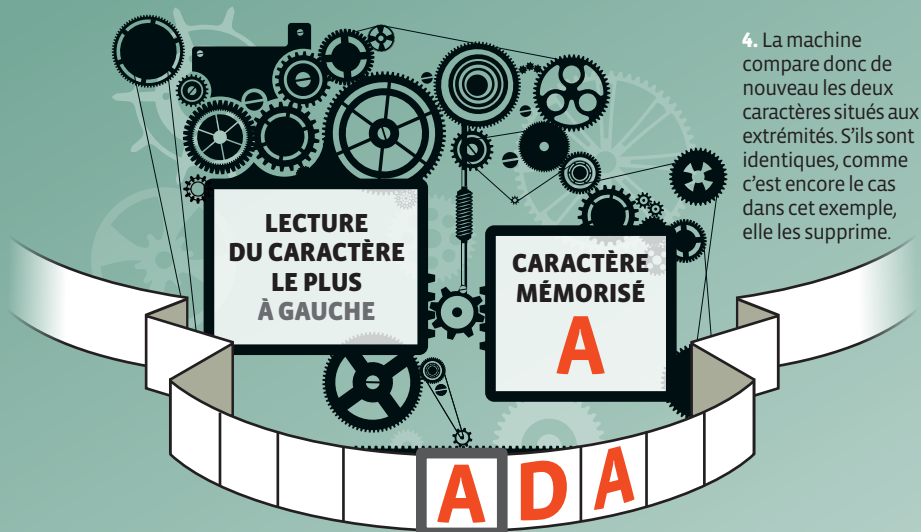 4. La machine
compare donc de
nouveau les deux
caractères situés aux
extrémités. S'ils sont
identiques, comme
c'est encore le cas
dans cet exemple,
elle les supprime.
LECTURE
DU CARACTÈRE
LE PLUS
À GAUCHE
CARACTÈRE
MÉMORISÉ
A
A D A